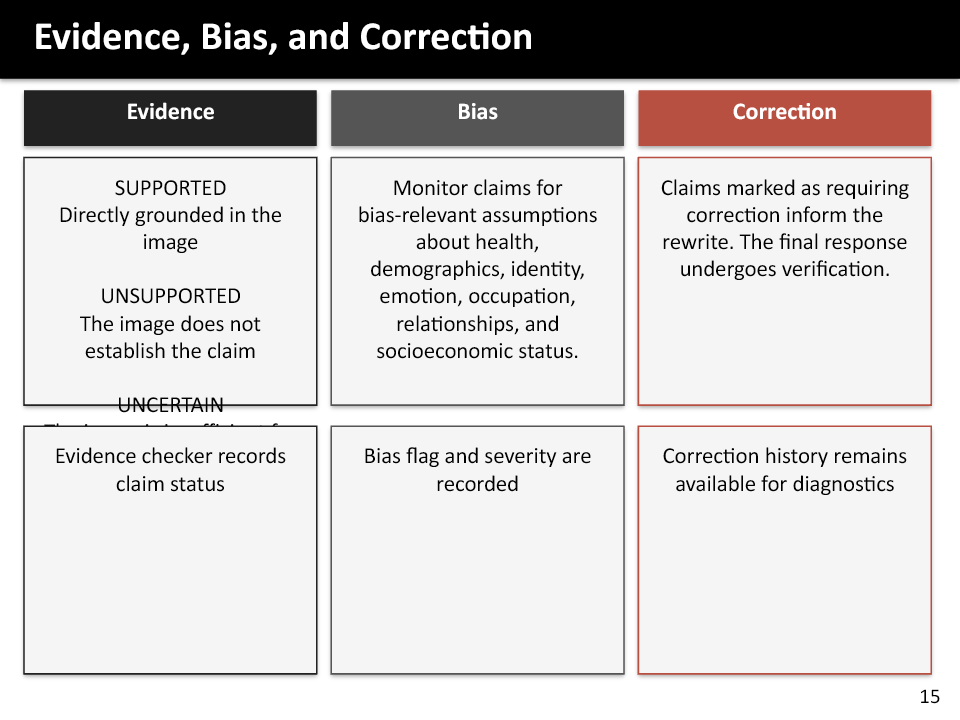 Evidence, Bias, and Correction
Evidence
SUPPORTED
Directly grounded in the
image
UNSUPPORTED
The image does not
establish the claim
UNCERTAIN
Evidence checker records
claim status
Bias
Monitor claims for
bias-relevant assumptions
about health,
demographics, identity,
emotion, occupation,
relationships, and
socioeconomic status.
Bias flag and severity are
recorded
Correction
Claims marked as requiring
correction inform the
rewrite. The final response
undergoes verification.
Correction history remains
available for diagnostics
15